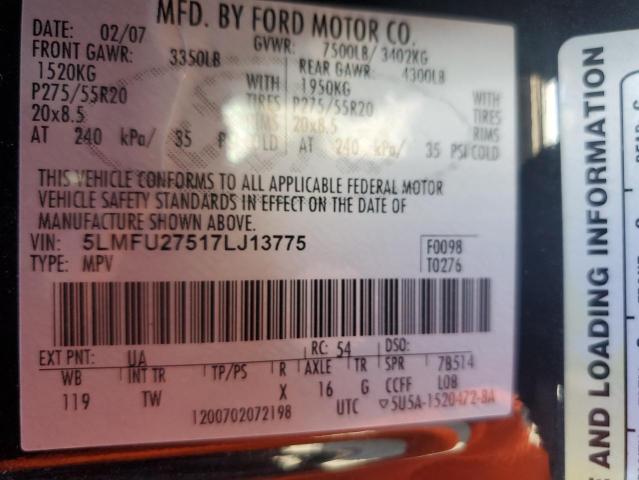 MFD. BY FORD MOTOR CO.
DATE: 02/07 GVWR: 7500LB/ 3402KG
FRONT GAWR: 3350LB REAR GAWR: 4300LB
1520KG WITH 1950KG WITH
P275/55R20 TIRES P275/55R20 TIRES
20x8.5 RIMS 20x8.5 RIMS
AT 240 kPa/ 35 PSI COLD AT 240 kPa/ 35 PSI COLD
THIS VEHICLE CONFORMS TO ALL APPLICABLE FEDERAL MOTOR
VEHICLE SAFETY STANDARDS IN EFFECT ON THE DATE OF
MANUFACTURE SHOWN ABOVE.
VIN: 5LMFU27517LJ13775 F0098
TYPE: MPV T0276
EXT PNT: UA RC: 54 DSO:
WB INT TR TP/PS R AXLE TR SPR 7B514
119 TW X 16 G CCFF L08
1200702072198 UTC ▽5U5A-1520472-BA
AND LOADING INFORMATION